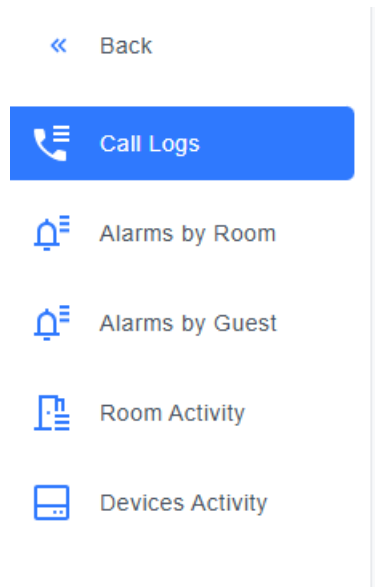 Back
Call Logs
Alarms by Room
Alarms by Guest
Room Activity
Devices Activity